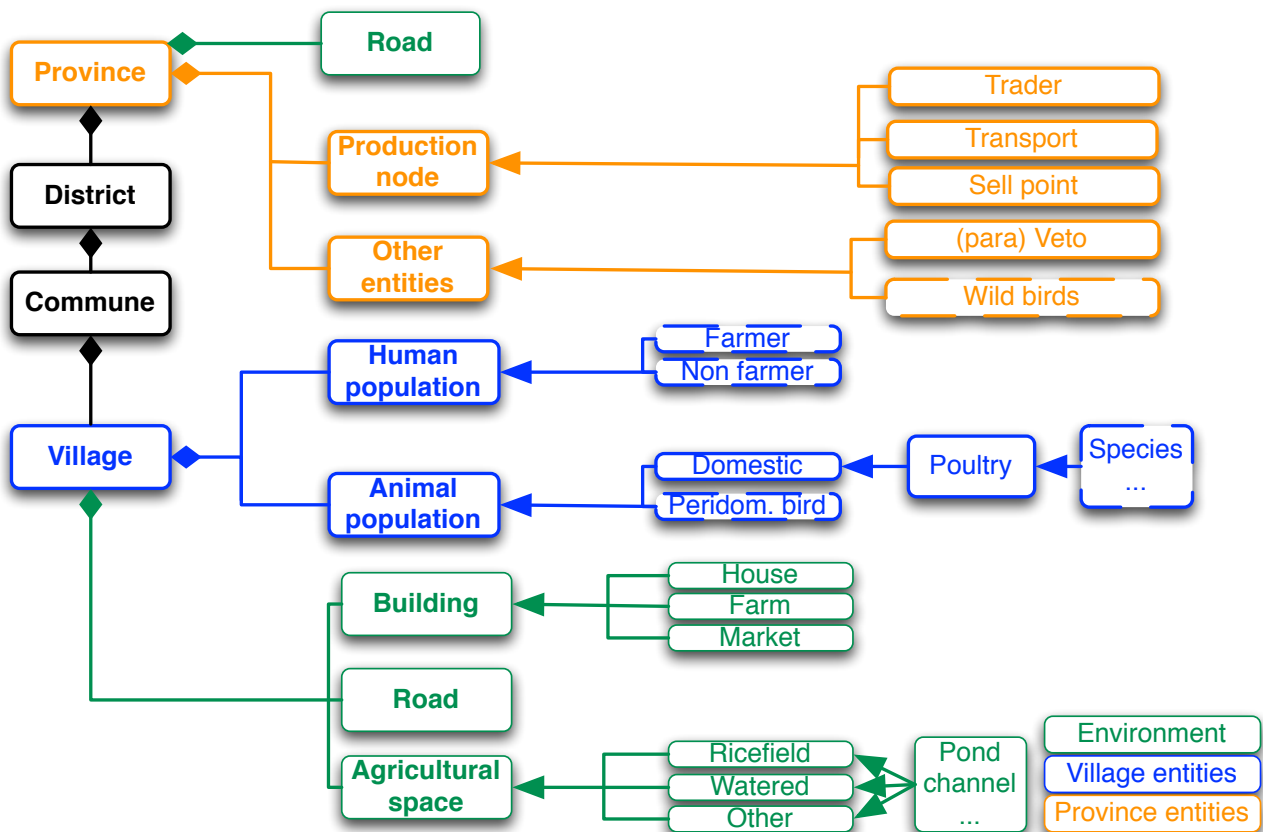 Road
Province
Trader
Transport
Production
node
Sell point
District
(para) Veto
Other
entities
Wild birds
Commune
Farmer
Human
population
Non farmer
Village
Domestic
Poultry
Species
...
Animal
population
Peridom. bird
House
Building
Farm
Market
Road
Ricefield
Agricultural
space
Watered
Other
Pond
channel
...
Environment
Village entities
Province entities